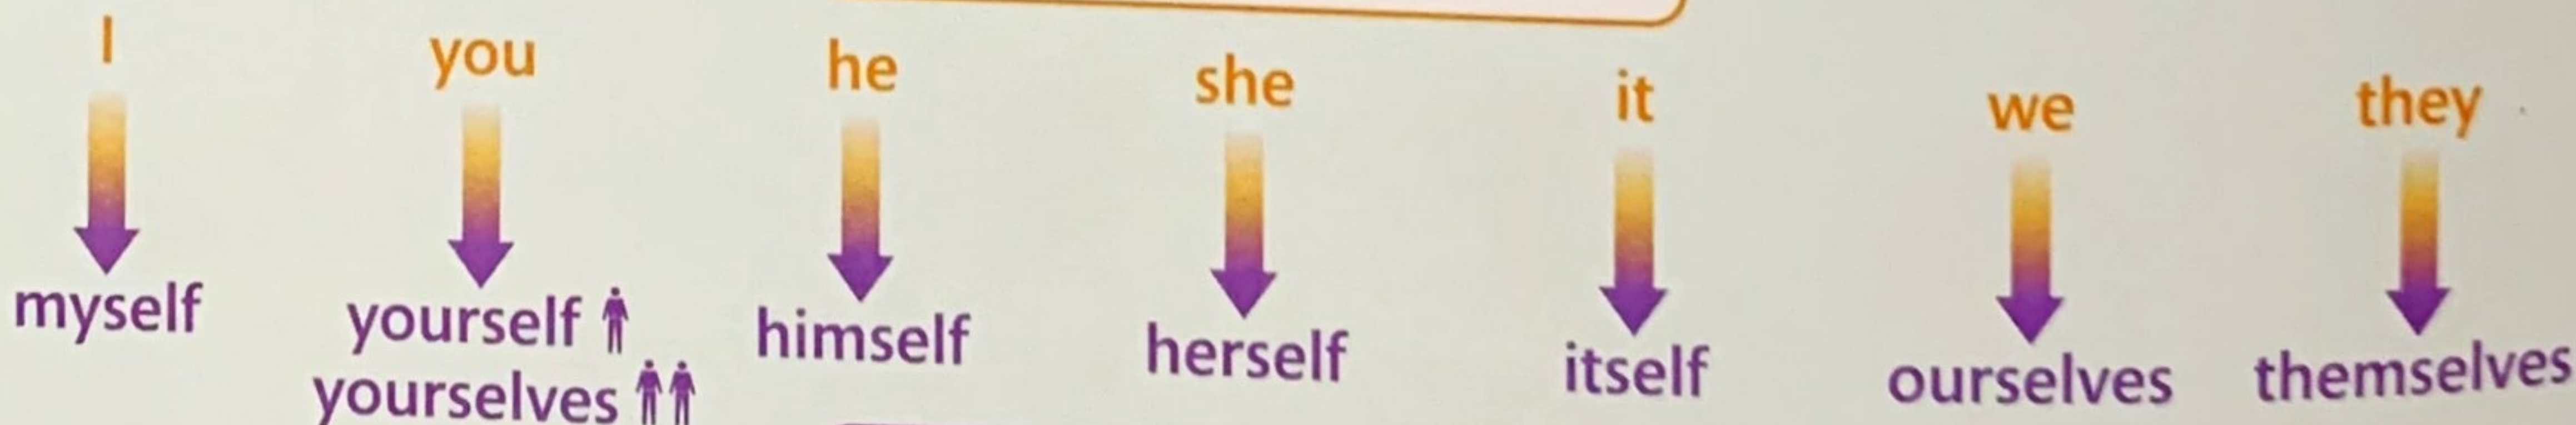 I you he she it we they
myself yourself himself herself itself ourselves themselves
yourselves